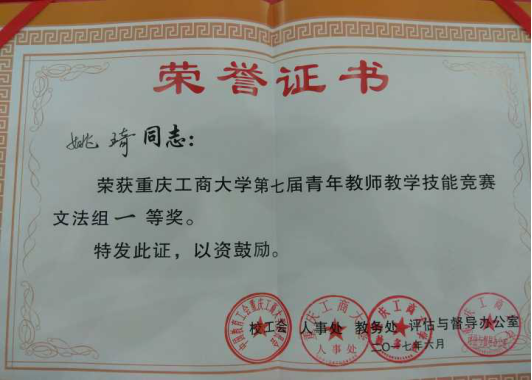 荣誉证书
姚琦同志：
荣获重庆工商大学第七届青年教师教学技能竞赛
文法组一等奖。
特发此证，以资鼓励。
校工会 人事处 教务处 评估与督导办公室
二〇一七年六月
人事处